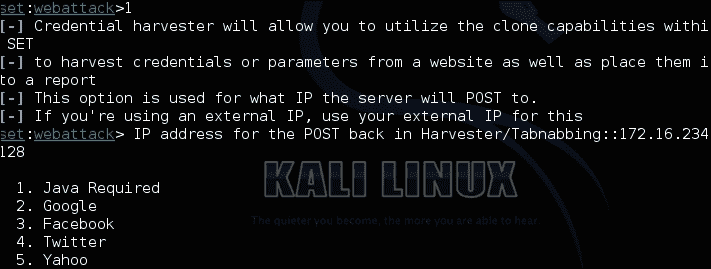 set:webattack>1
[-] Credential harvester will allow you to utilize the clone capabilities withi
 SET
[-] to harvest credentials or parameters from a website as well as place them i
to a report
[-] This option is used for what IP the server will POST to.
[-] If you're using an external IP, use your external IP for this
set:webattack> IP address for the POST back in Harvester/Tabnabbing::172.16.234
128
1. Java Required
2. Google
3. Facebook
4. Twitter
5. Yahoo
KALI LINUX
The quieter you become, the more you are able to hear.